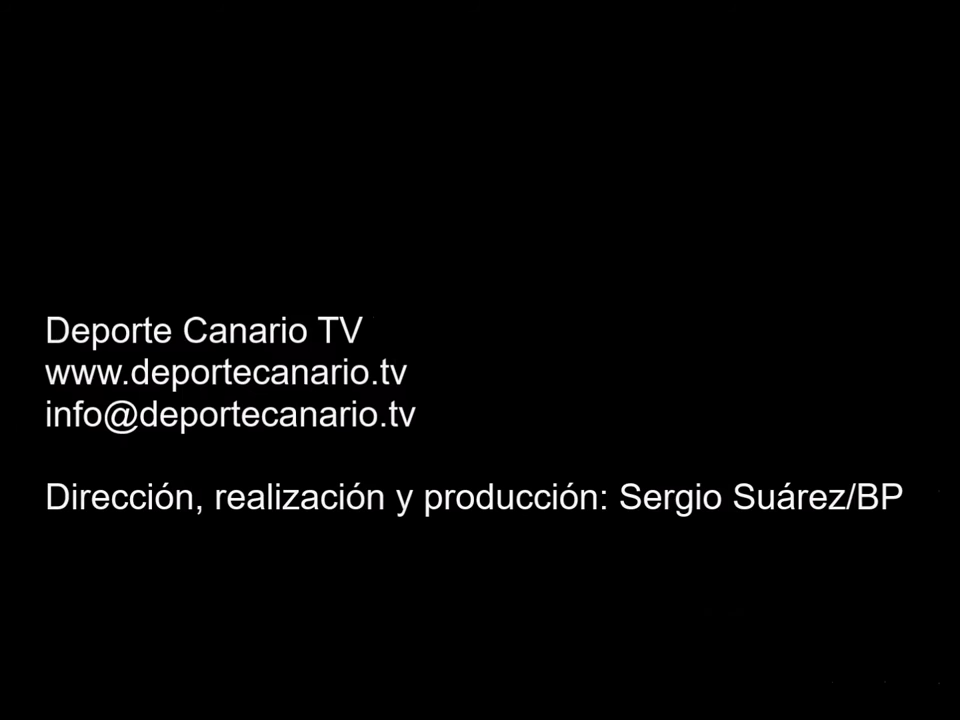 Deporte Canario TV
www.deportecanario.tv
info@deportecanario.tv
Dirección, realización y producción: Sergio Suárez/BP